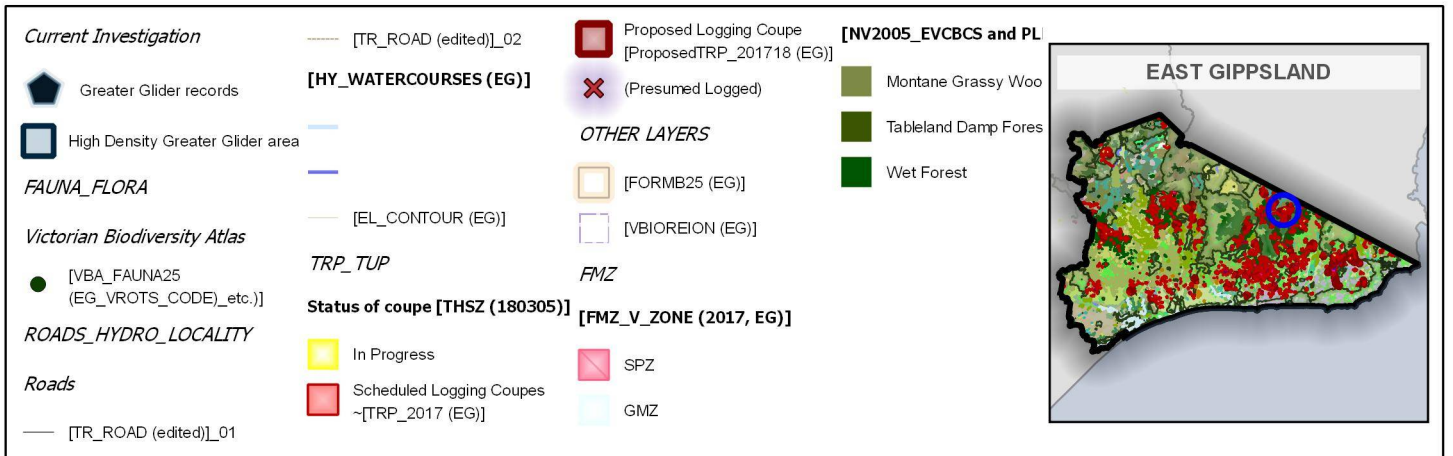 Current Investigation
Greater Glider records
High Density Greater Glider area
FAUNA_FLORA
Victorian Biodiversity Atlas
[VBA_FAUNA25
(EG_VROTS_CODE)_etc.)]
ROADS_HYDRO_LOCALITY
Roads
[TR_ROAD (edited)]_01
[TR_ROAD (edited)]_02
[HY_WATERCOURSES (EG)]
[EL_CONTOUR (EG)]
TRP_TUP
Status of coupe [THSZ (180305)]
In Progress
Scheduled Logging Coupes
~[TRP_2017 (EG)]
Proposed Logging Coupe
[ProposedTRP_201718 (EG)]
(Presumed Logged)
OTHER LAYERS
[FORMB25 (EG)]
[VBIOREION (EG)]
FMZ
[FMZ_V_ZONE (2017, EG)]
SPZ
GMZ
[NV2005_EVCBCS and PL
Montane Grassy Woo
Tableland Damp Fores
Wet Forest
EAST GIPPSLAND